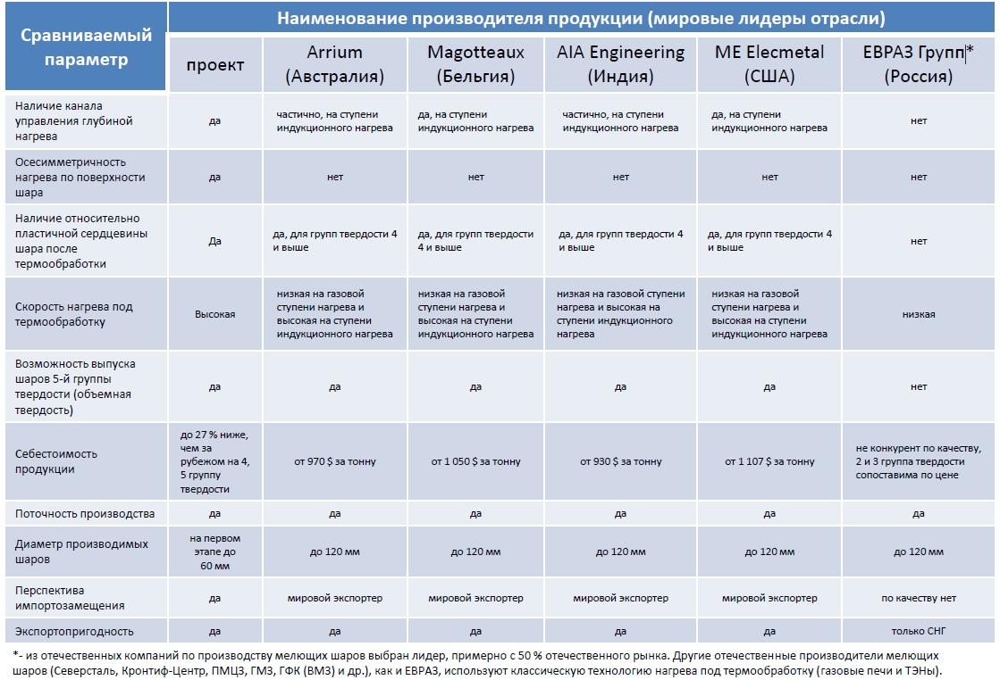 Сравниваемый
параметр
Наименование производителя продукции (мировые лидеры отрасли)
проект
Arrium
(Австралия)
Magotteaux
(Бельгия)
AIA Engineering
(Индия)
ME Elecmetal
(США)
ЕВРАЗ Групп*
(Россия)
Наличие канала
управления глубиной
нагрева
да
частично, на ступени
индукционного нагрева
да, на ступени
индукционного нагрева
частично, на ступени
индукционного нагрева
да, на ступени
индукционного нагрева
нет
Осесимметричность
нагрева по поверхности
шара
да
нет
нет
нет
нет
нет
Наличие относительно
пластичной сердцевины
шара после
термообработки
Да
да, для групп твердости 4
и выше
да, для групп твердости
4 и выше
да, для групп твердости 4
и выше
да, для групп твердости 4
и выше
нет
Скорость нагрева под
термообработку
Высокая
низкая на газовой
ступени нагрева и
высокая на ступени
индукционного нагрева
низкая на газовой
ступени нагрева и
высокая на ступени
индукционного нагрева
низкая на газовой ступени
нагрева и высокая на
ступени индукционного
нагрева
низкая на газовой
ступени нагрева и
высокая на ступени
индукционного нагрева
низкая
Возможность выпуска
шаров 5-й группы
твердости (объемная
твердость)
да
да
да
да
да
нет
Себестоимость
продукции
до 27 % ниже,
чем за
рубежом на 4,
5 группу
твердости
от 970 $ за тонну
от 1 050 $ за тонну
от 930 $ за тонну
от 1 107 $ за тонну
не конкурент по качеству,
2 и 3 группа твердости
сопоставима по цене
Поточность производства
да
да
да
да
да
да
Диаметр производимых
шаров
на первом
этапе до
60 мм
до 120 мм
до 120 мм
до 120 мм
до 120 мм
до 120 мм
Перспектива
импортозамещения
да
мировой экспортер
мировой экспортер
мировой экспортер
мировой экспортер
по качеству нет
Экспортопригодность
да
да
да
да
да
только СНГ
*- из отечественных компаний по производству мелющих шаров выбран лидер, примерно с 50 % отечественного рынка. Другие отечественные производители мелющих
шаров (Северсталь, Кронтиф-Центр, ПМЦЗ, ГМЗ, ГФК (ВМЗ) и др.), как и ЕВРАЗ, используют классическую технологию нагрева под термообработку (газовые печи и ТЭНы).